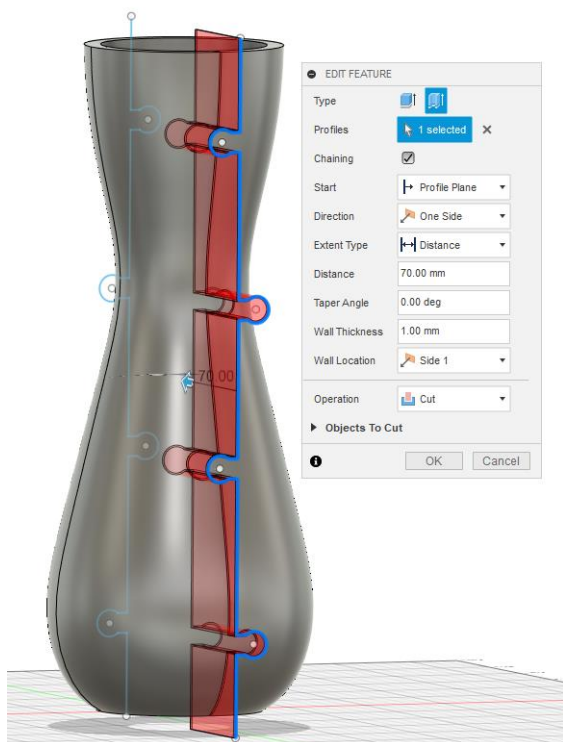 EDIT FEATURE
Type
Profiles 1 selected
Chaining
Start Profile Plane
Direction One Side
Extent Type Distance
Distance 70.00 mm
Taper Angle 0.00 deg
Wall Thickness 1.00 mm
Wall Location Side 1
70.00
Operation Cut
Objects To Cut
OK Cancel